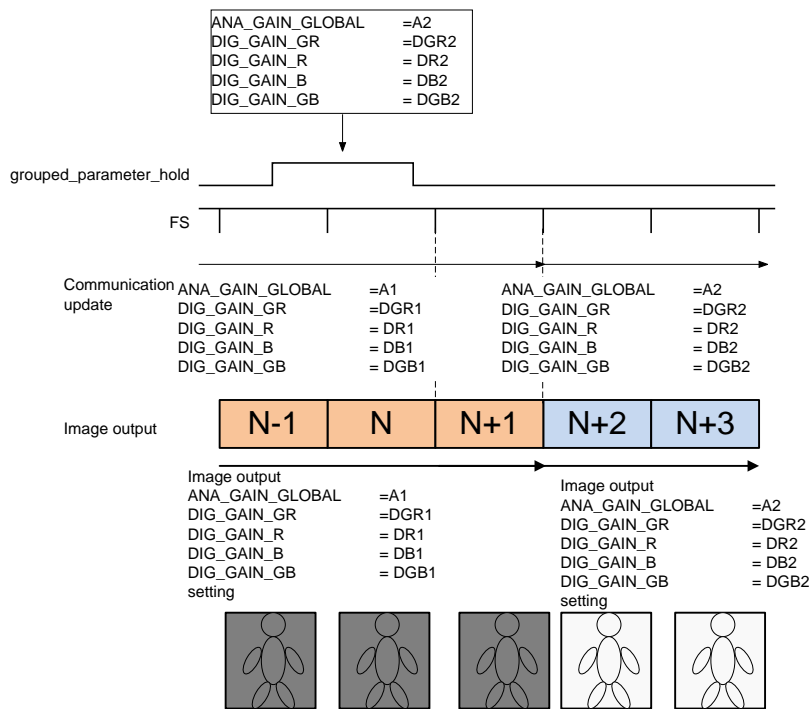 ANA_GAIN_GLOBAL =A2
DIG_GAIN_GR =DGR2
DIG_GAIN_R = DR2
DIG_GAIN_B = DB2
DIG_GAIN_GB = DGB2
grouped_parameter_hold
FS
Communication
update
ANA_GAIN_GLOBAL =A1
DIG_GAIN_GR =DGR1
DIG_GAIN_R = DR1
DIG_GAIN_B = DB1
DIG_GAIN_GB = DGB1
ANA_GAIN_GLOBAL =A2
DIG_GAIN_GR =DGR2
DIG_GAIN_R = DR2
DIG_GAIN_B = DB2
DIG_GAIN_GB = DGB2
Image output
N-1 N N+1 N+2 N+3
Image output
ANA_GAIN_GLOBAL =A1
DIG_GAIN_GR =DGR1
DIG_GAIN_R = DR1
DIG_GAIN_B = DB1
DIG_GAIN_GB = DGB1
setting
Image output
ANA_GAIN_GLOBAL =A2
DIG_GAIN_GR =DGR2
DIG_GAIN_R = DR2
DIG_GAIN_B = DB2
DIG_GAIN_GB = DGB2
setting